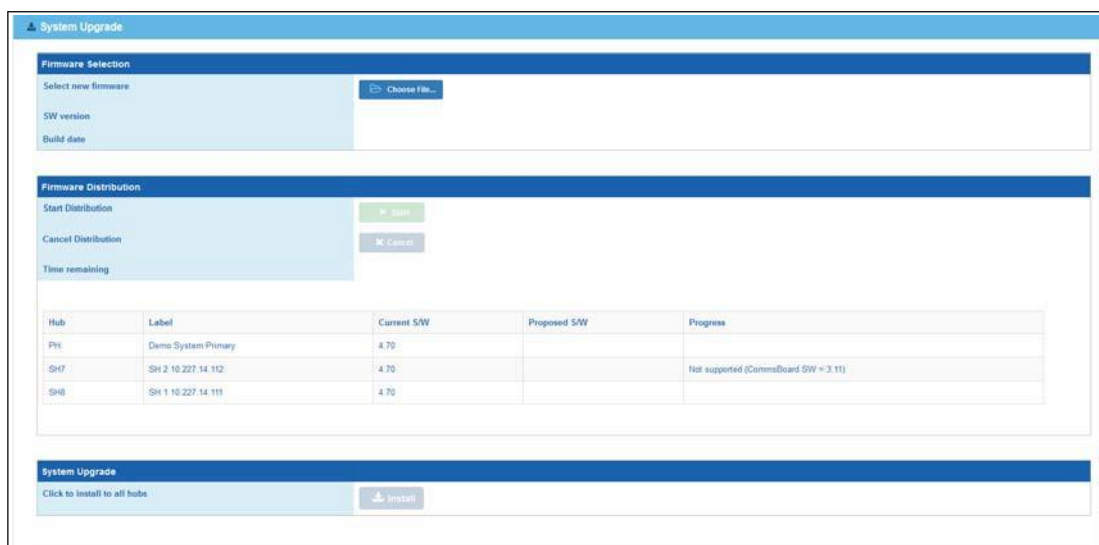 System Upgrade
Firmware Selection
Select new firmware Choose File...
SW version
Build date
Firmware Distribution
Start Distribution Start
Cancel Distribution Cancel
Time remaining
Hub Label Current S/W Proposed S/W Progress
PH Demo System Primary 4.70
SH7 SH 2 10.227.14.112 4.70 Not supported (CommsBoard SW = 3.11)
SH8 SH 1 10.227.14.111 4.70
System Upgrade
Click to install to all hubs Install